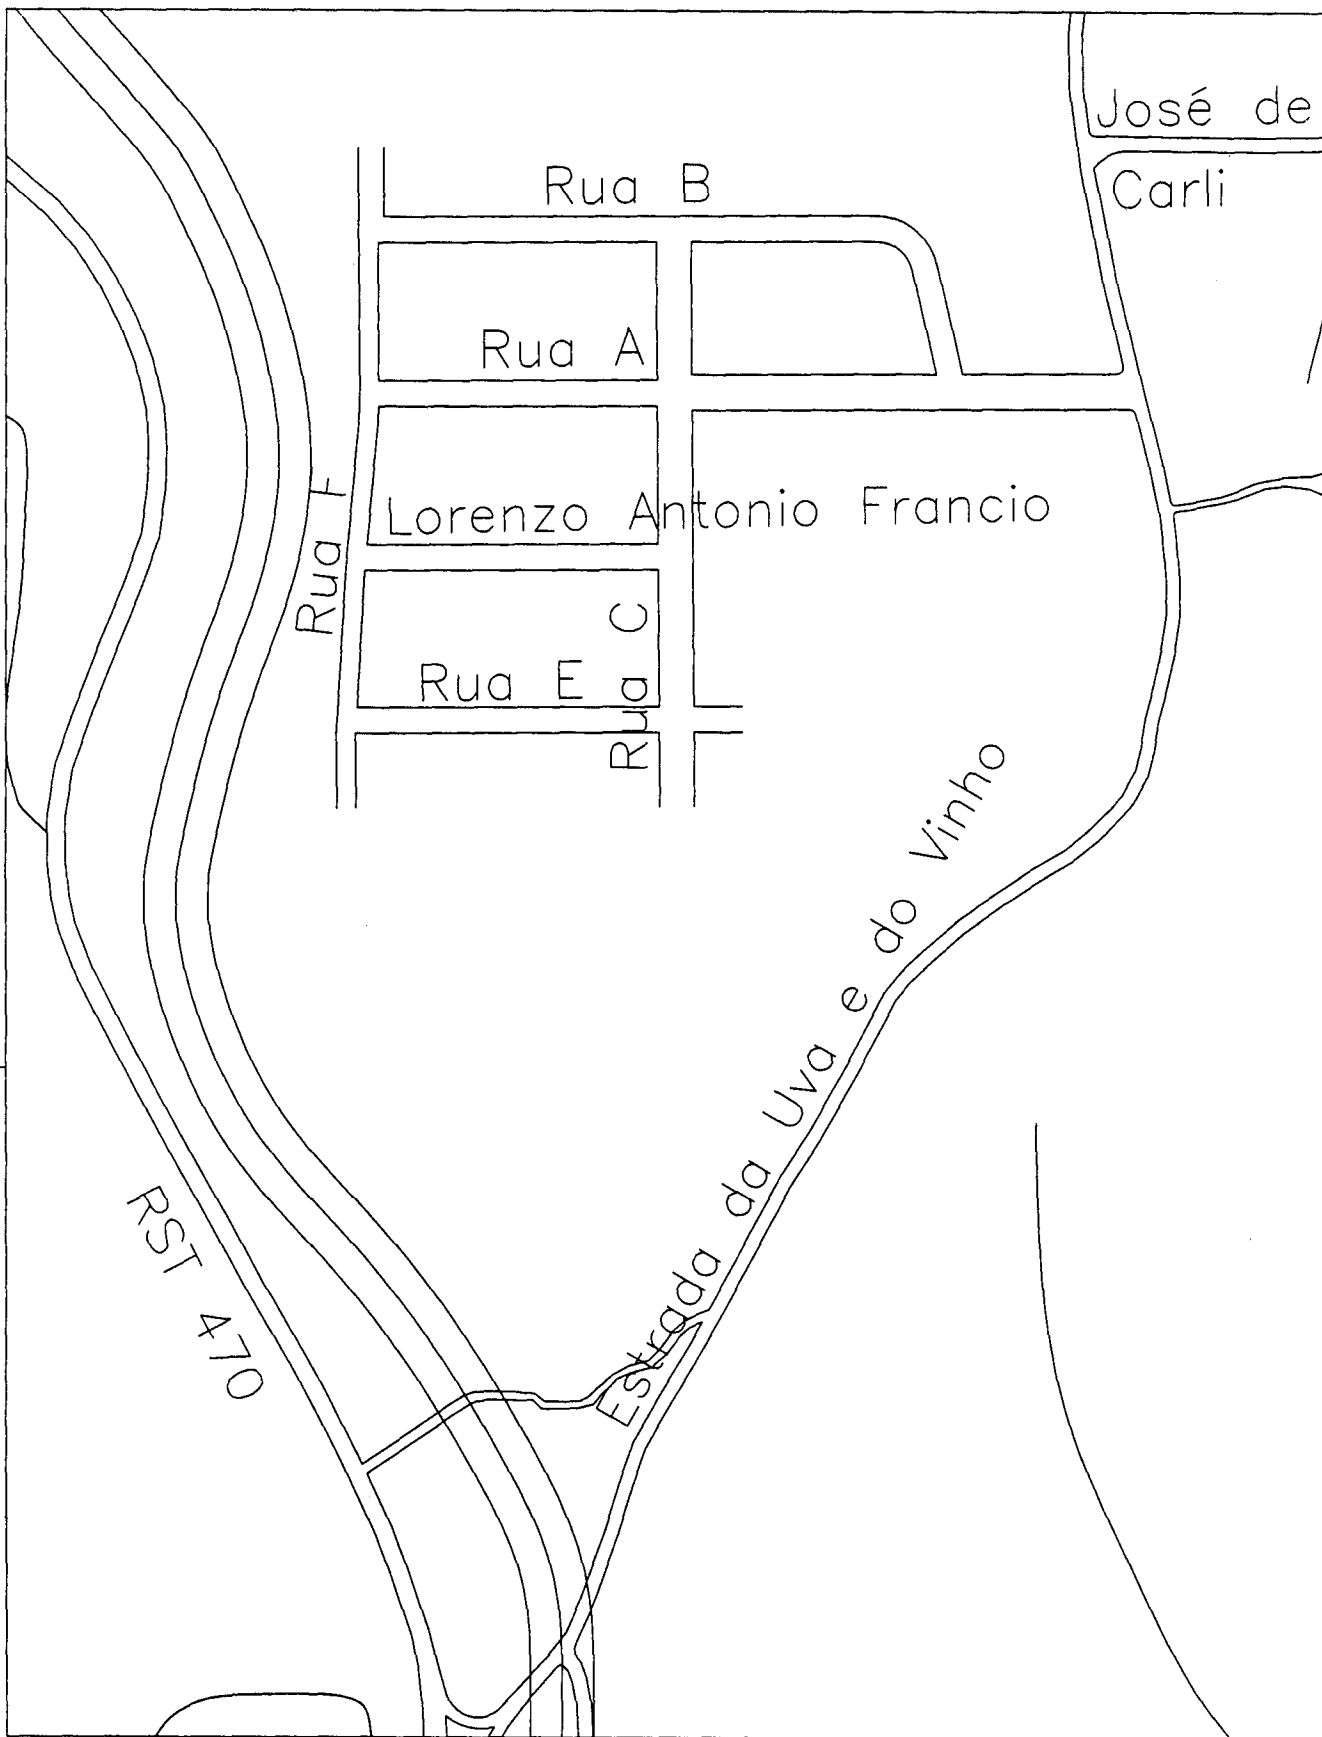 José de
Carli
Rua B
Rua A
Rua F
Lorenzo Antonio Francio
Rua C
Rua E
Estrada da Uva e do Vinho
RST 470